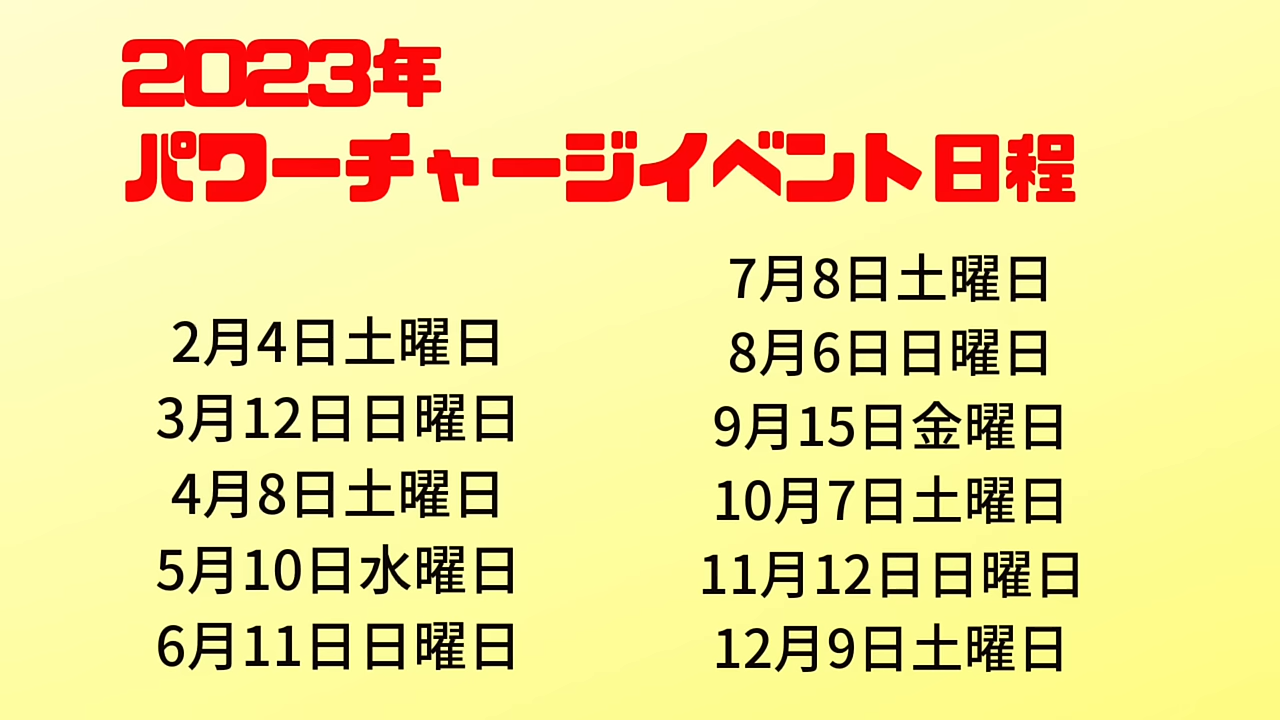 2023年
パワーチャージイベント日程
2月4日土曜日
3月12日日曜日
4月8日土曜日
5月10日水曜日
6月11日日曜日
7月8日土曜日
8月6日日曜日
9月15日金曜日
10月7日土曜日
11月12日日曜日
12月9日土曜日